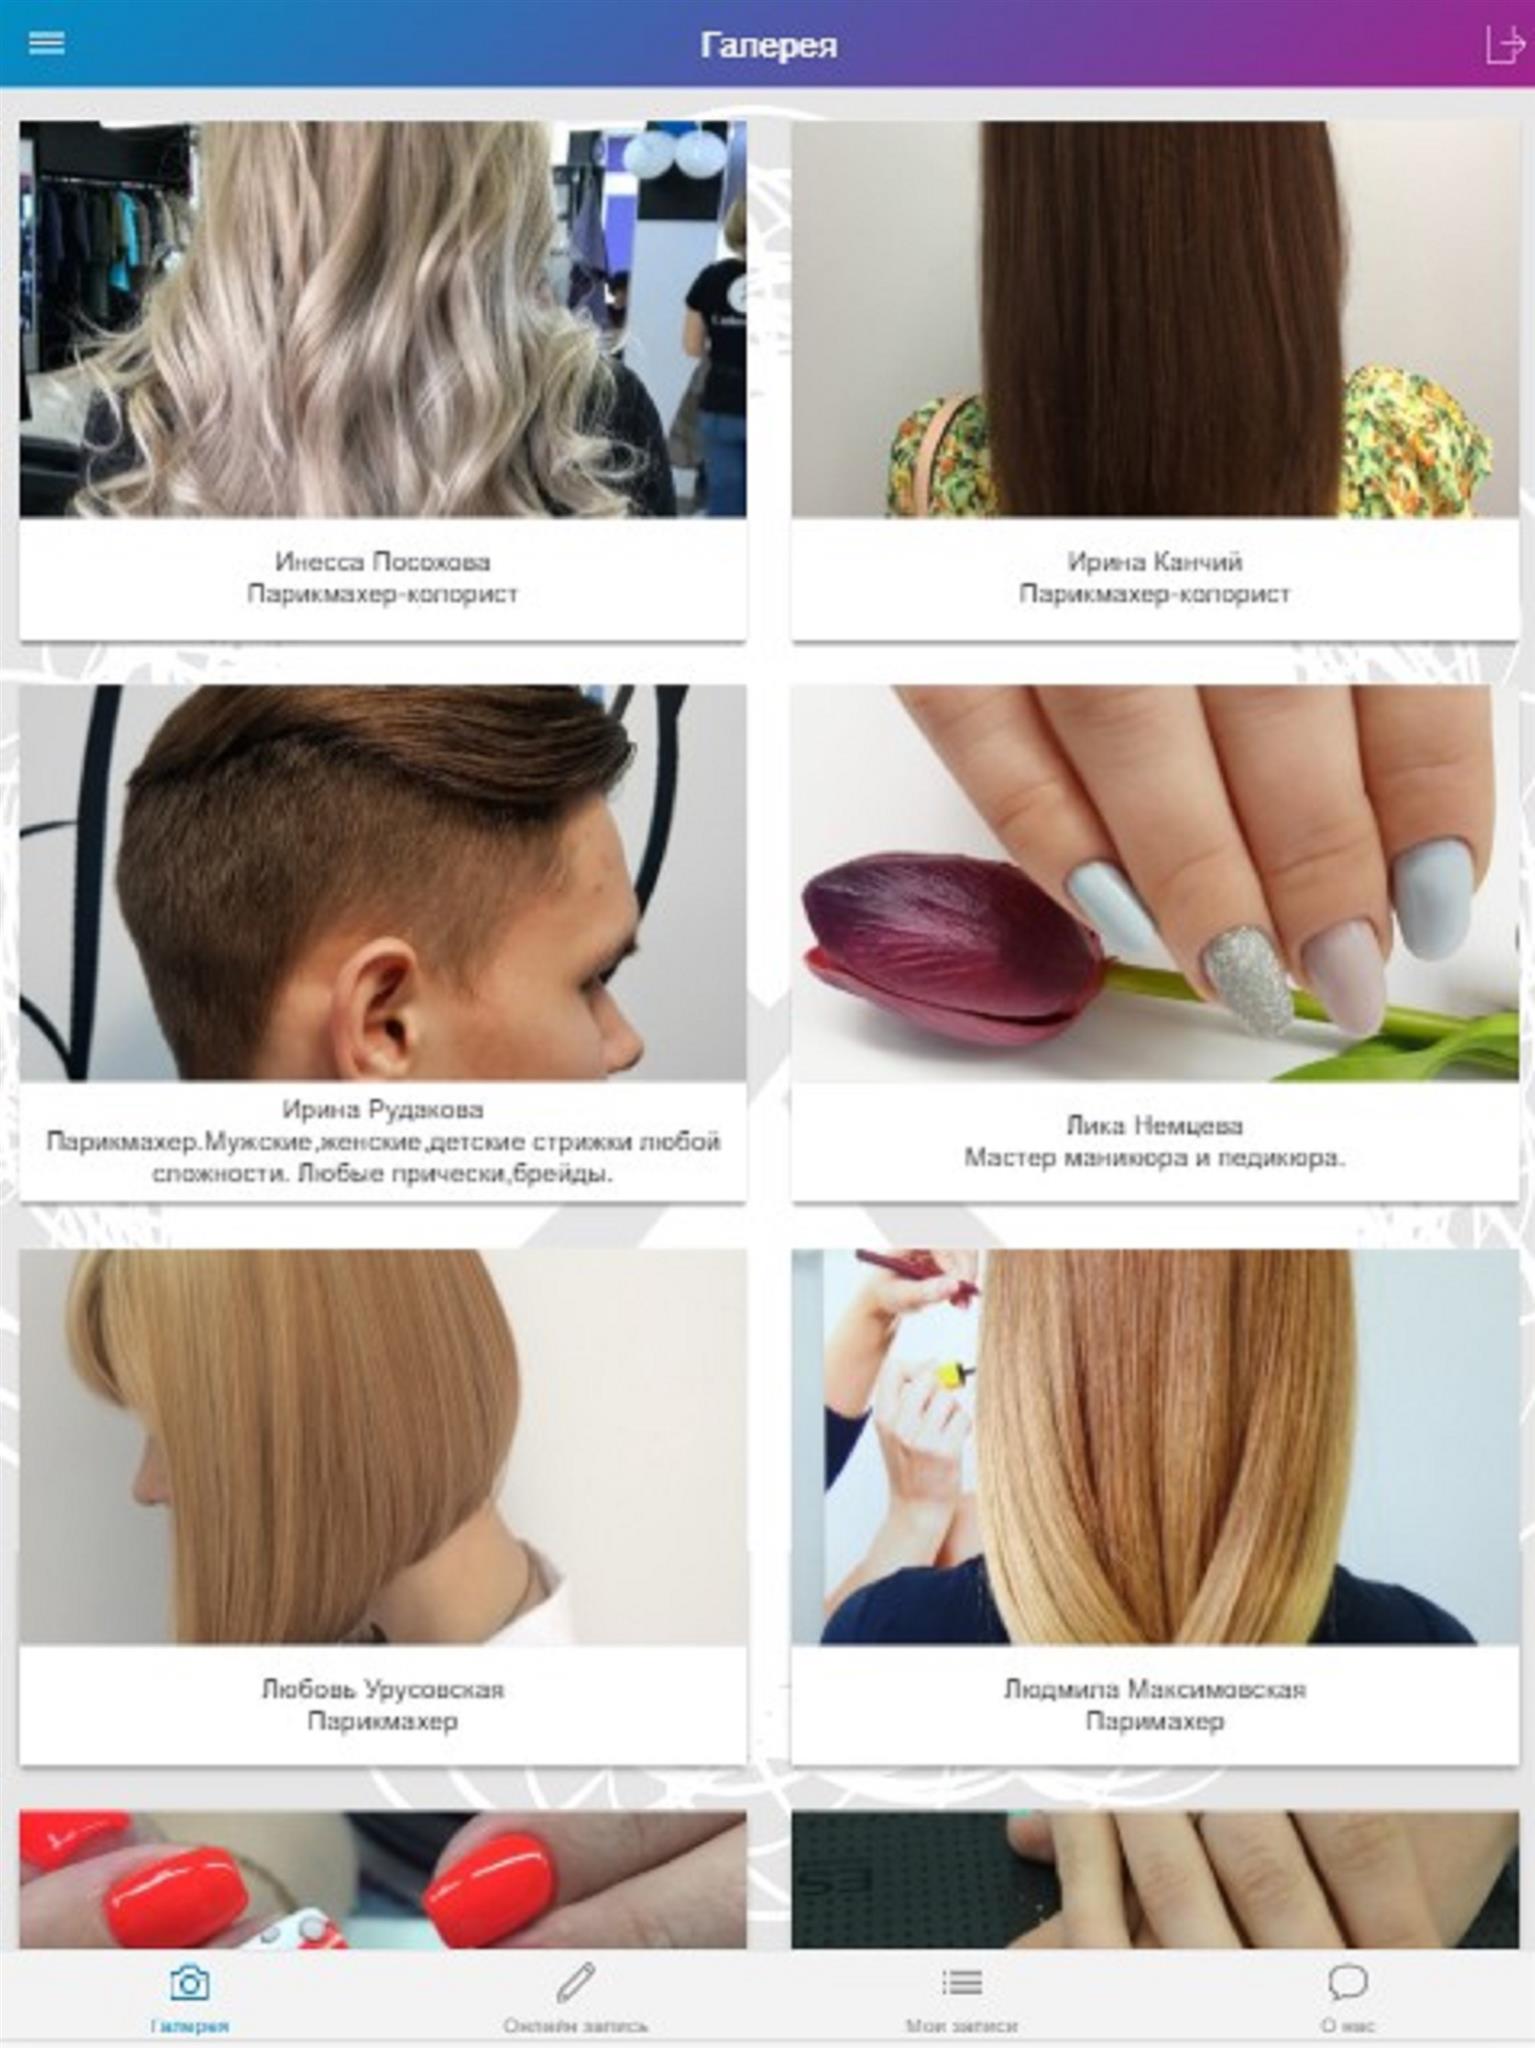 Галерея
Инесса Посохова
Парикмахер-колорист
Ирина Канчий
Парикмахер-колорист
Ирина Рудакова
Парикмахер.Мужские,женские,детские стрижки любой
сложности. Любые прически,брейды.
Лика Немцева
Мастер маникюра и педикюра.
Любовь Урусовская
Парикмахер
Людмила Максимовская
Паримахер
Галерея
Онлайн запись
Мои записи
О нас